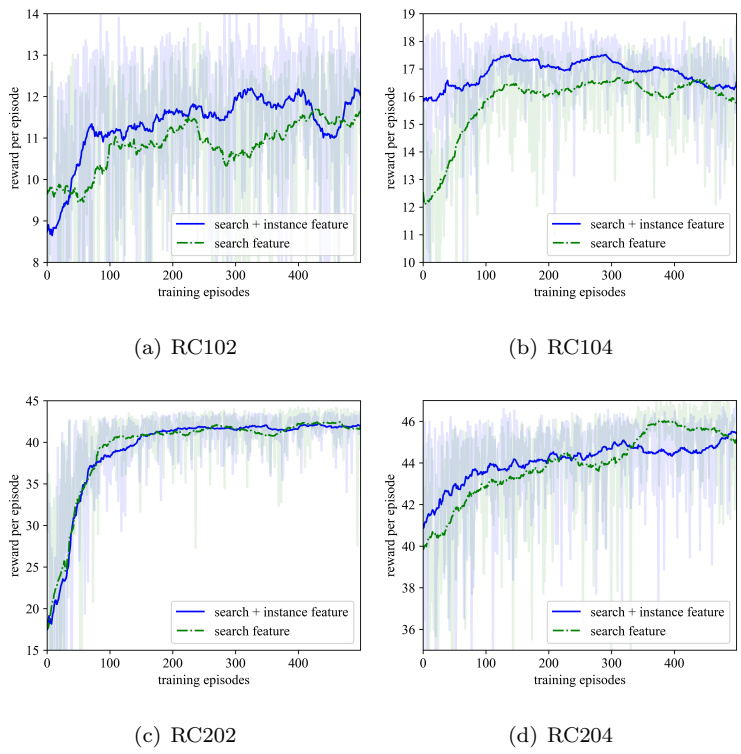 14
13
12
11
10
9
8
reward per episode
search + instance feature
search feature
0
100
200
300
400
training episodes
(a) RC102
19
18
17
16
15
14
13
12
11
10
reward per episode
search + instance feature
search feature
0
100
200
300
400
training episodes
(b) RC104
45
40
35
30
25
20
15
reward per episode
search + instance feature
search feature
0
100
200
300
400
training episodes
(c) RC202
46
44
42
40
38
36
reward per episode
search + instance feature
search feature
0
100
200
300
400
training episodes
(d) RC204